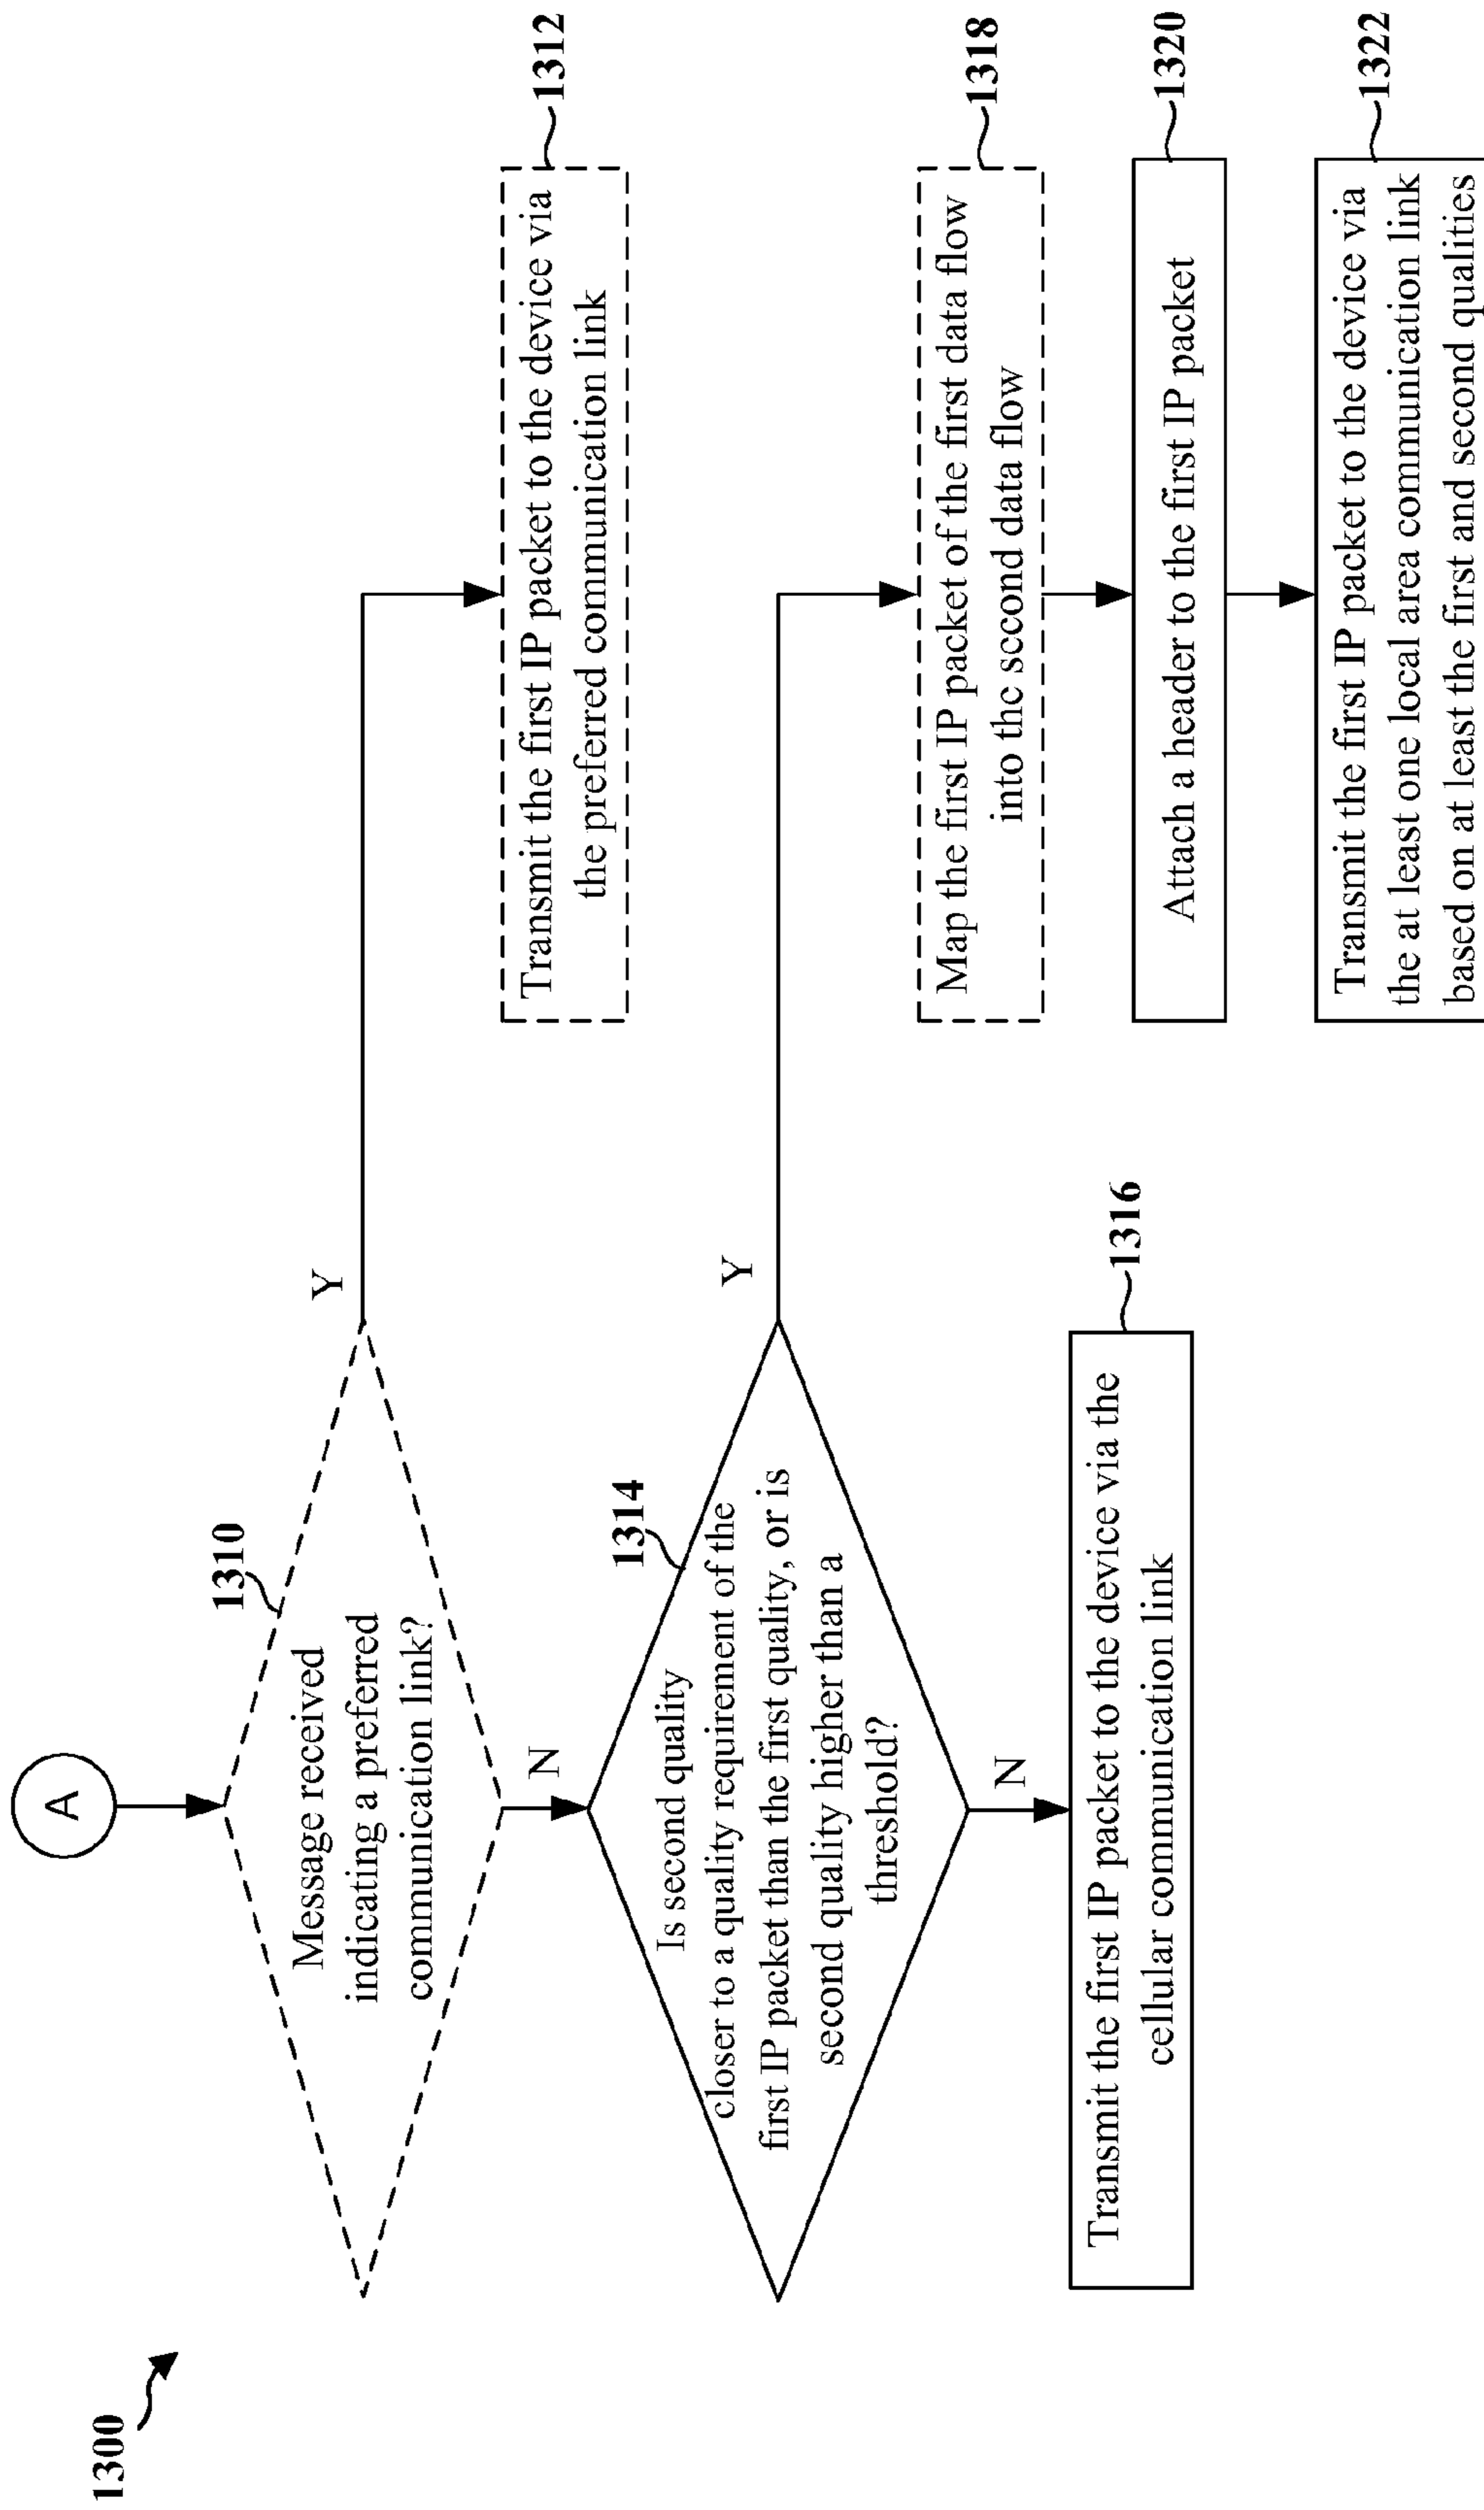 1300
A
1310
Message received
indicating a preferred
communication link?
Y
N
1312
Transmit the first IP packet to the device via
the preferred communication link
1314
Is second quality
closer to a quality requirement of the
first IP packet than the first quality, or is
second quality higher than a
threshold?
Y
N
1316
Transmit the first IP packet to the device via the
cellular communication link
1318
Map the first IP packet of the first data flow
into the second data flow
1320
Attach a header to the first IP packet
1322
Transmit the first IP packet to the device via
the at least one local area communication link
based on at least the first and second qualities